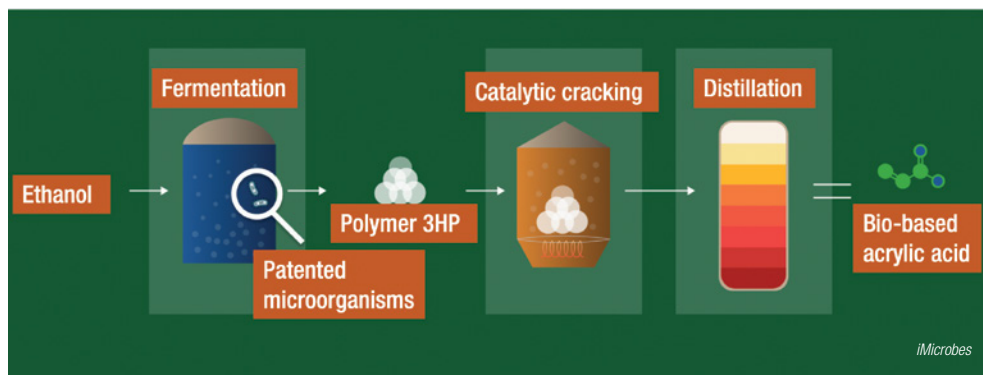 Fermentation
Catalytic cracking
Distillation
Ethanol
Polymer 3HP
Patented
microorganisms
Bio-based
acrylic acid
iMicrobes